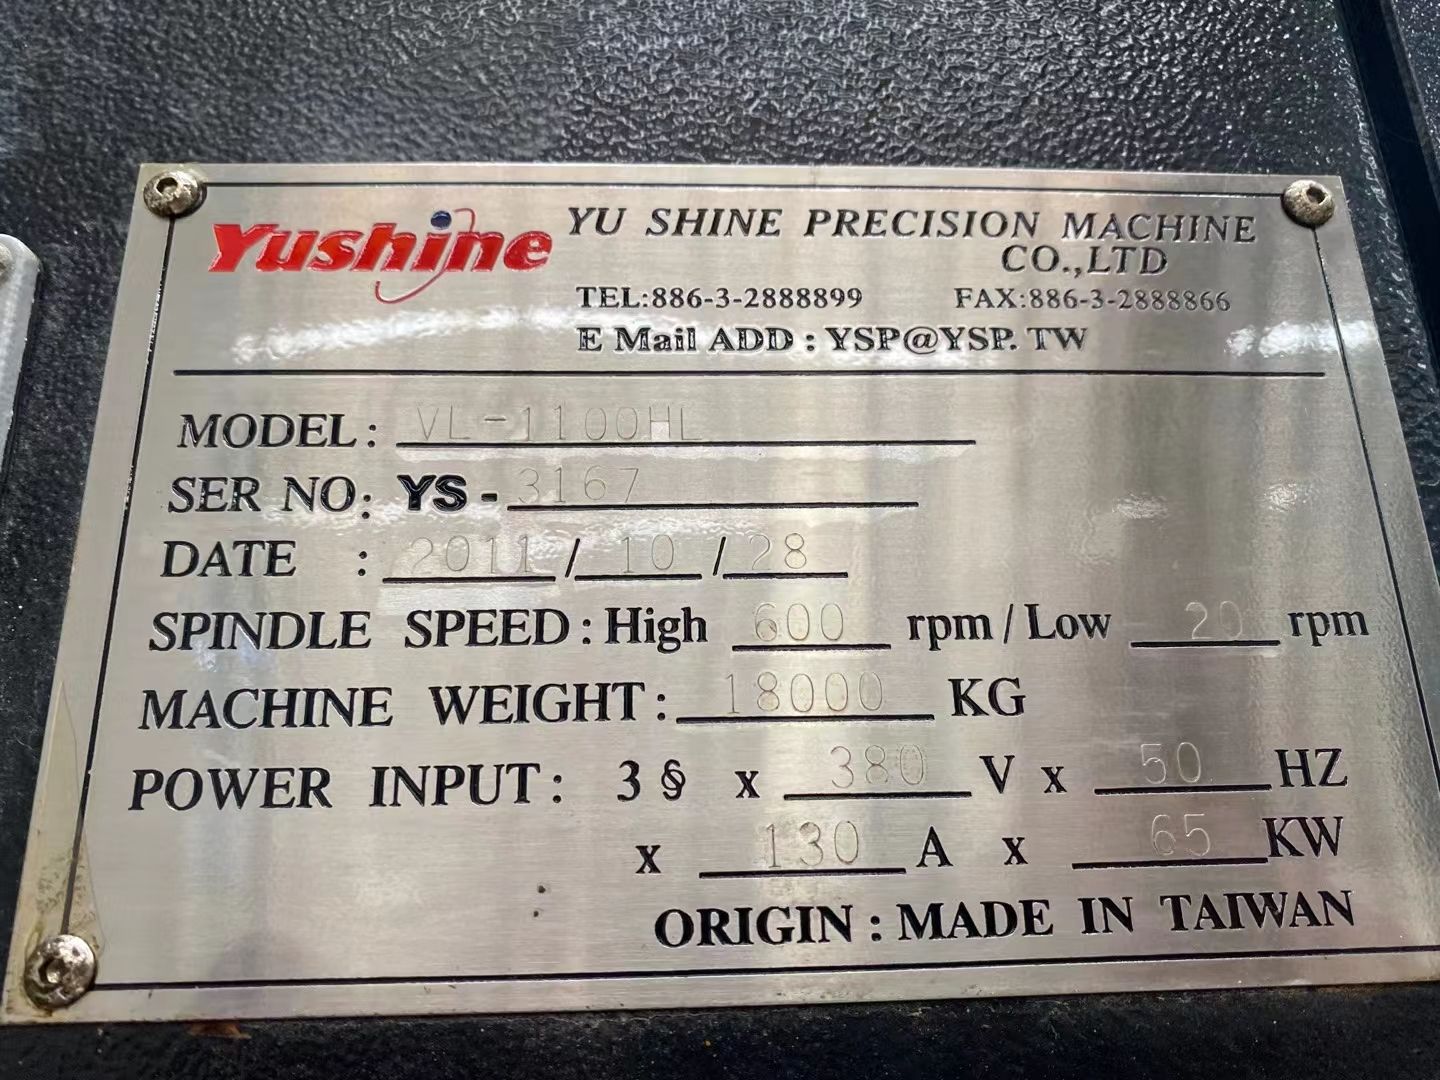 Yushine YU SHINE PRECISION MACHINE
CO.,LTD
TEL:886-3-2888899 FAX:886-3-2888866
E Mail ADD : YSP@YSP. TW
MODEL: VL-1100HL
SER NO: YS - 3167
DATE : 2011 / 10 / 28
SPINDLE SPEED: High 600 rpm / Low 20 rpm
MACHINE WEIGHT: 18000 KG
POWER INPUT: 3 § x 380 V x 50 HZ
x 130 A x 65 KW
ORIGIN : MADE IN TAIWAN